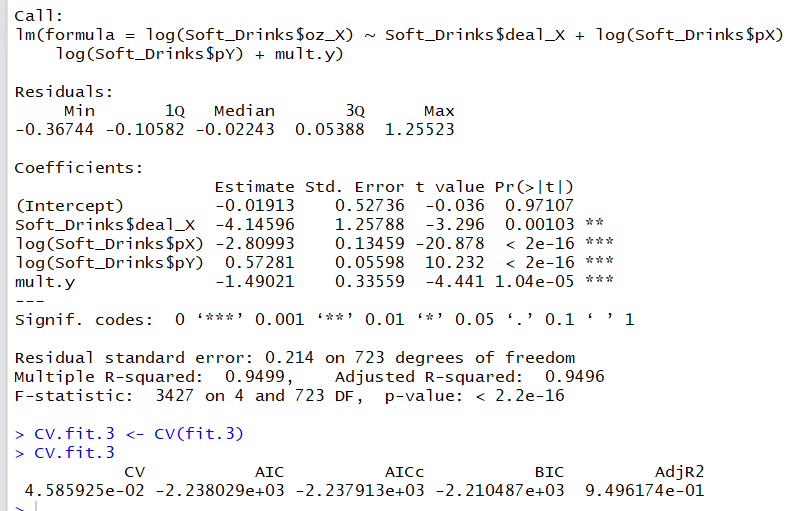 Call:
lm(formula = log(Soft_Drinks$oz_X) ~ Soft_Drinks$deal_X + log(Soft_Drinks$pX)
    log(Soft_Drinks$pY) + mult.y)

Residuals:
     Min       1Q   Median       3Q      Max
-0.36744 -0.10582 -0.02243  0.05388  1.25523

Coefficients:
                    Estimate Std. Error t value Pr(>|t|)
(Intercept)         -0.01913    0.52736  -0.036  0.97107
Soft_Drinks$deal_X  -4.14596    1.25788  -3.296  0.00103 **
log(Soft_Drinks$pX) -2.80993    0.13459 -20.878  < 2e-16 ***
log(Soft_Drinks$pY)  0.57281    0.05598  10.232  < 2e-16 ***
mult.y              -1.49021    0.33559  -4.441 1.04e-05 ***
---
Signif. codes:  0 ‘***’ 0.001 ‘**’ 0.01 ‘*’ 0.05 ‘.’ 0.1 ‘ ’ 1

Residual standard error: 0.214 on 723 degrees of freedom
Multiple R-squared:  0.9499,    Adjusted R-squared:  0.9496
F-statistic:  3427 on 4 and 723 DF,  p-value: < 2.2e-16

> CV.fit.3 <- CV(fit.3)
> CV.fit.3
           CV           AIC          AICc           BIC         AdjR2
 4.585925e-02 -2.238029e+03 -2.237913e+03 -2.210487e+03  9.496174e-01
>